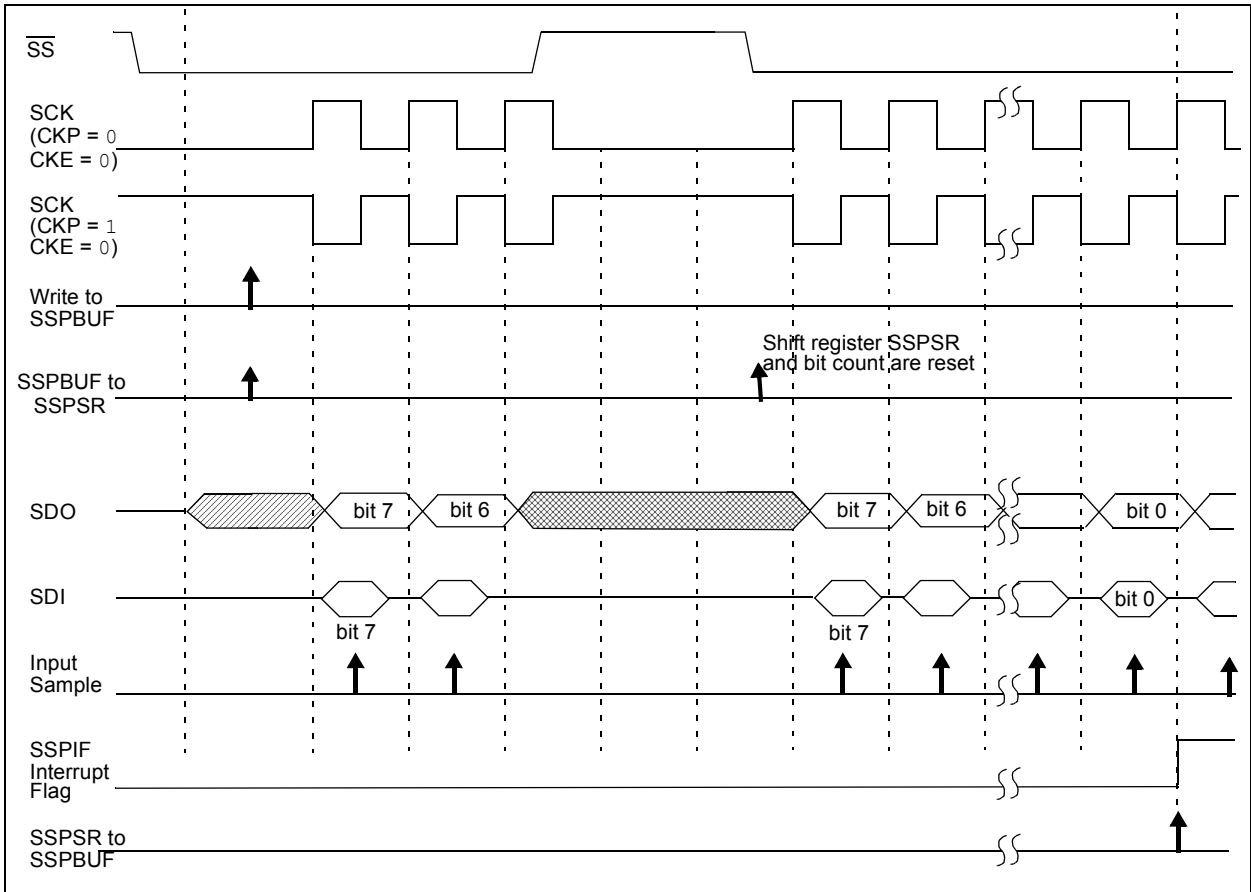 SS
SCK
(CKP = 0
CKE = 0)
SCK
(CKP = 1
CKE = 0)
Write to
SSPBUF
Shift register SSPSR
and bit count are reset
SSPBUF to
SSPSR
SDO
bit 7
bit 6
bit 7
bit 6
bit 0
SDI
bit 0
bit 7
bit 7
Input
Sample
SSPIF
Interrupt
Flag
SSPSR to
SSPBUF